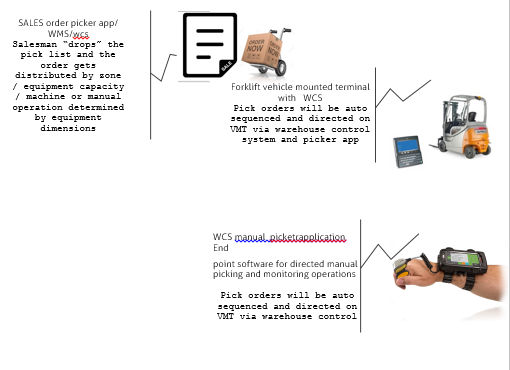 SALES order picker app/
WMS/wcs
Salesman “drops” the
pick list and the
order gets
distributed by zone
/ equipment capacity
/ machine or manual
operation determined
by equipment
dimensions
SALE
ORDER
NOW
ORDER
NOW
Forklift vehicle mounted terminal
with WCS
Pick orders will be auto
sequenced and directed on
VMT via warehouse control
system and picker app
WCS manual picketrapplication
End
point software for directed manual
picking and monitoring operations
Pick orders will be auto
sequenced and directed on
VMT via warehouse control